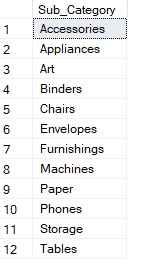 Sub_Category
1 Accessories
2 Appliances
3 Art
4 Binders
5 Chairs
6 Envelopes
7 Furnishings
8 Machines
9 Paper
10 Phones
11 Storage
12 Tables